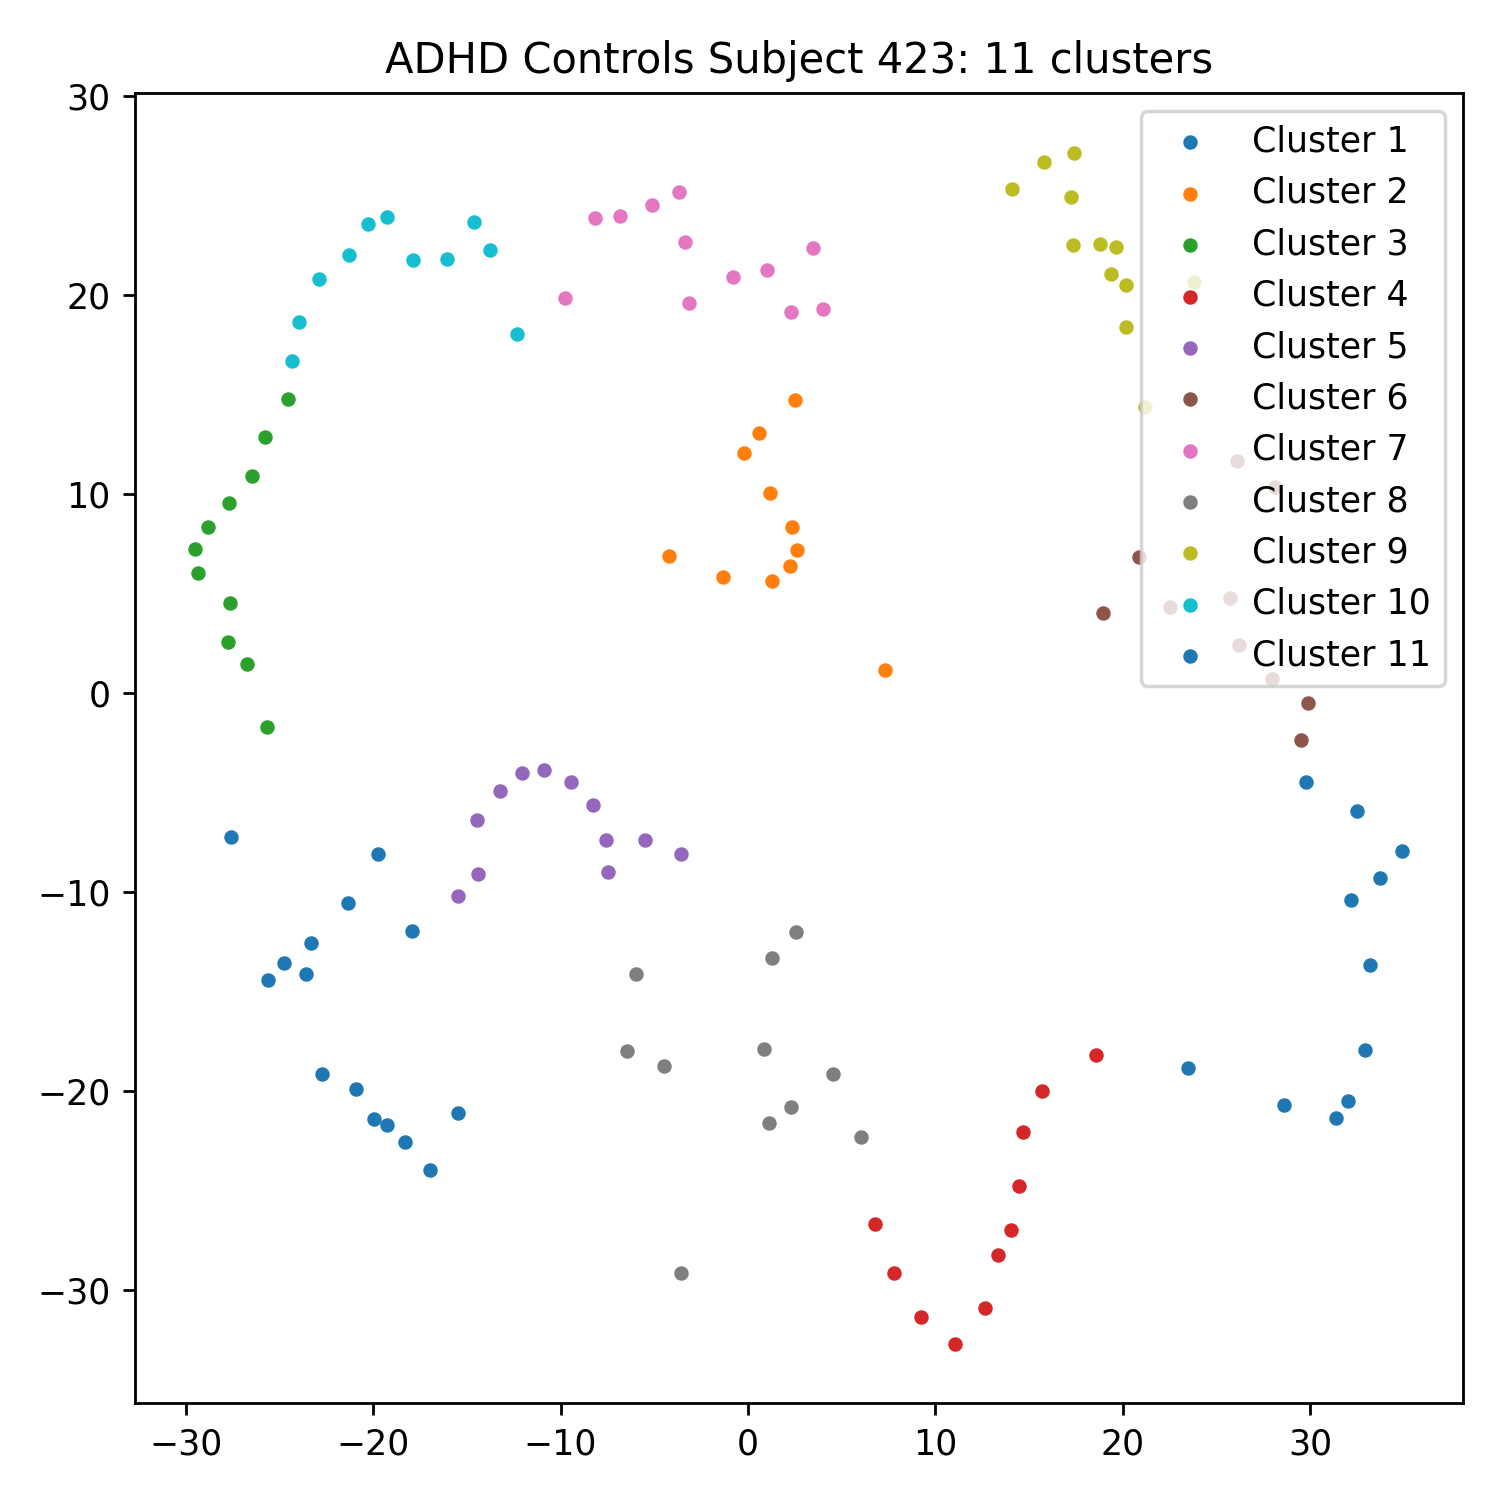 ADHD Controls Subject 423: 11 clusters
30
20
10
0
−10
−20
−30
−30
−20
−10
0
10
20
30
Cluster 1
Cluster 2
Cluster 3
Cluster 4
Cluster 5
Cluster 6
Cluster 7
Cluster 8
Cluster 9
Cluster 10
Cluster 11